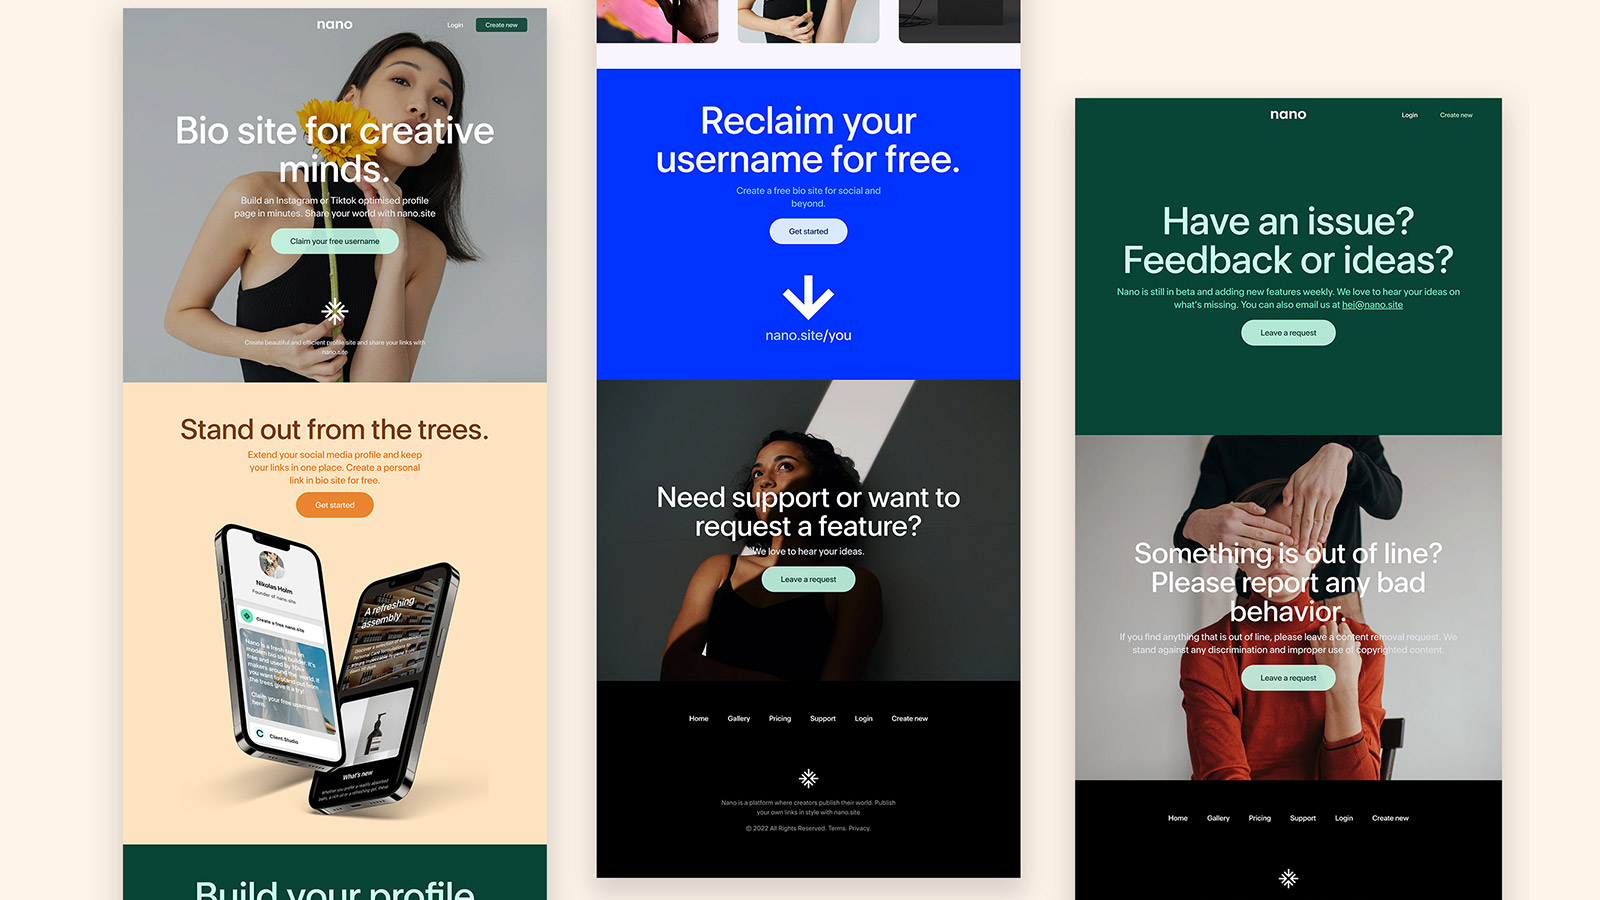 nano
Login
Create new
Bio site for creative
minds.
Build an Instagram or Tiktok optimised profile
page in minutes. Share your world with nano.site
Claim your free username
Create beautiful and efficient profile site and share your links with
nano.site
Stand out from the trees.
Extend your social media profile and keep
your links in one place. Create a personal
link in bio site for free.
Get started
Nikolas Holm
Founder of nano.site
Create a free nano.site
Nano is a fresh take on
modern bio site builder. It's
free and used by 10k+
makers around the world. If
you want to stand out from
the trees give it a try!
Claim your free username
here.
Client Studio
A refreshing
assembly
What's new
Build your profile
Reclaim your
username for free.
Create a free bio site for social and
beyond.
Get started
nano.site/you
Need support or want to
request a feature?
We love to hear your ideas.
Leave a request
Home
Gallery
Pricing
Support
Login
Create new
Nano is a platform where creators publish their world. Publish
your own links in style with nano.site
© 2022 All Rights Reserved. Terms. Privacy.
nano
Login
Create new
Have an issue?
Feedback or ideas?
Nano is still in beta and adding new features weekly. We love to hear your ideas on
what's missing. You can also email us at hei@nano.site
Leave a request
Something is out of line?
Please report any bad
behavior.
If you find anything that is out of line, please leave a content removal request. We
stand against any discrimination and improper use of copyrighted content.
Leave a request
Home
Gallery
Pricing
Support
Login
Create new